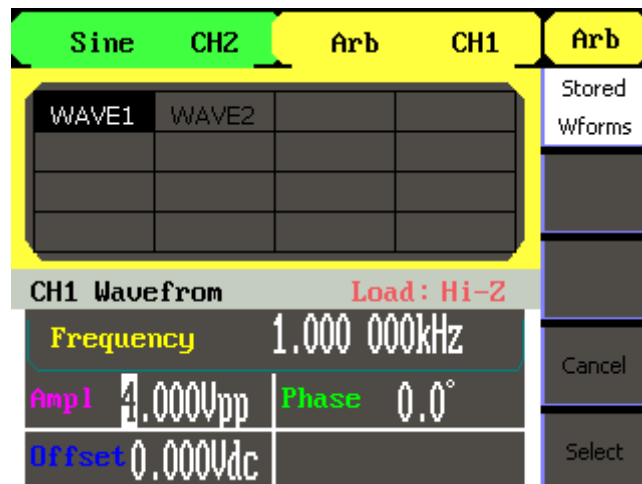 Sine CH2 Arb CH1 Arb
Stored
Wforms
WAVE1 WAVE2
CH1 Wavefrom Load: Hi-Z
Frequency 1.000 000kHz
Cancel
Ampl 4.000Vpp Phase 0.0°
Offset 0.000Vdc
Select